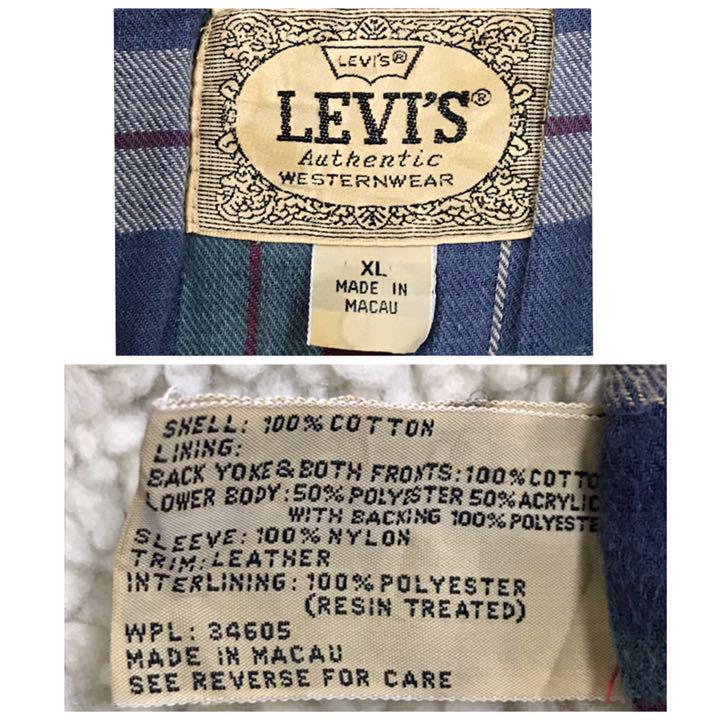 LEVI'S®
LEVI'S®
Authentic
WESTERNWEAR
XL
MADE IN
MACAU
SHELL: 100% COTTON
LINING:
BACK YOKE & BOTH FRONTS: 100% COTTO
LOWER BODY: 50% POLYESTER 50% ACRYLIC
WITH BACKING 100% POLYESTE
SLEEVE: 100% NYLON
TRIM: LEATHER
INTERLINING: 100% POLYESTER
(RESIN TREATED)
WPL: 34605
MADE IN MACAU
SEE REVERSE FOR CARE